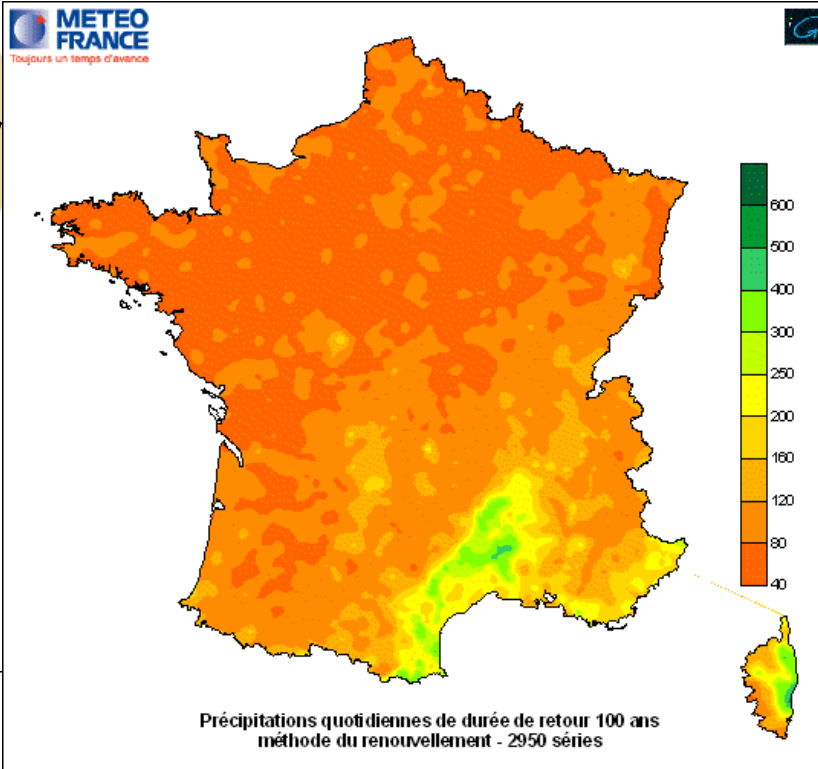 METEO
FRANCE
Toujours un temps d'avance
600
500
400
300
250
200
160
120
80
40
Précipitations quotidiennes de durée de retour 100 ans
méthode du renouvellement - 2950 séries